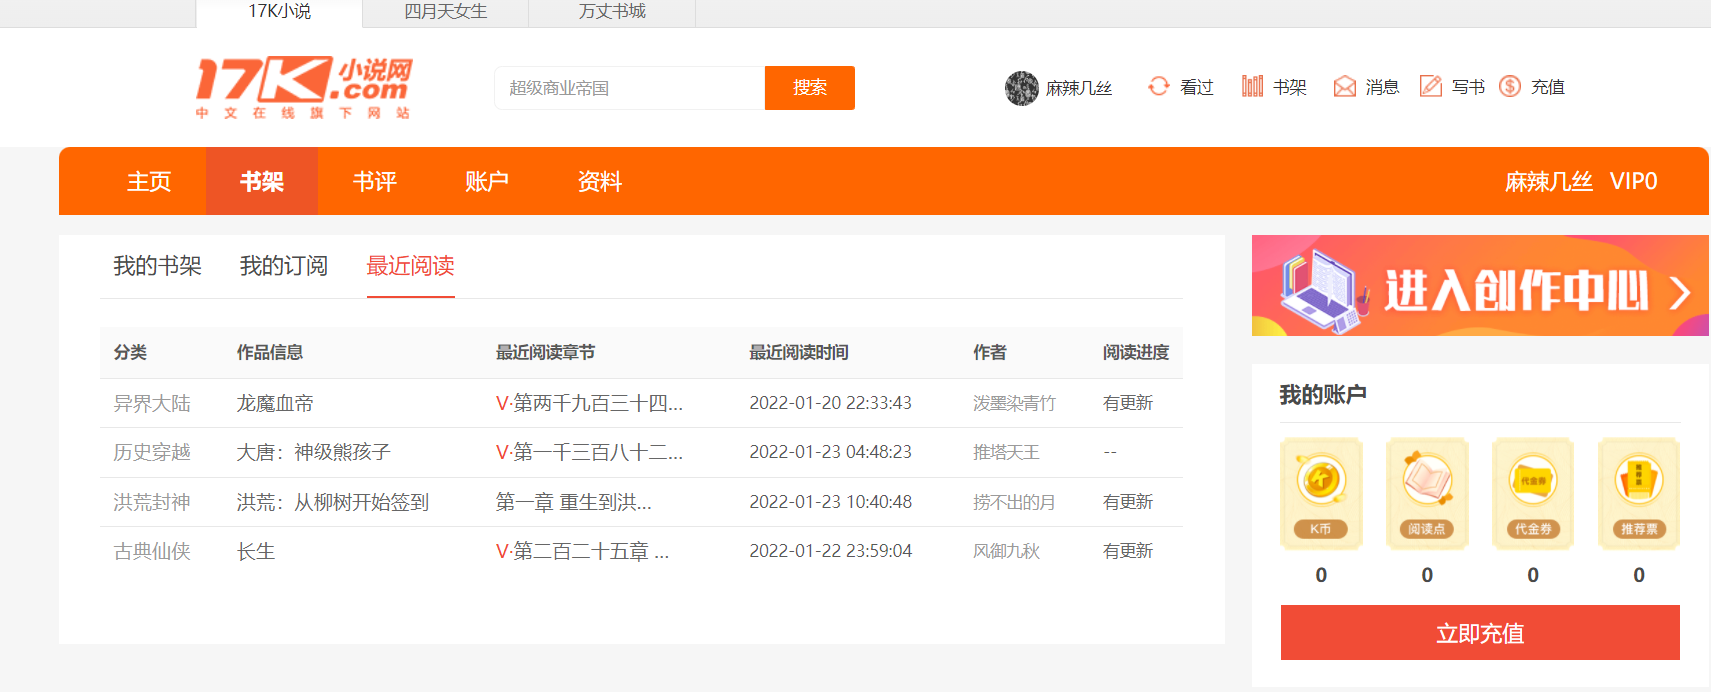 17K小说 四月天女生 万丈书城
17K小说网.com
中文在线旗下网站
超级商业帝国 搜索
麻辣几丝 看过 书架 消息 写书 充值
主页 书架 书评 账户 资料 麻辣几丝 VIP0
我的书架 我的订阅 最近阅读
进入创作中心
分类 作品信息 最近阅读章节 最近阅读时间 作者 阅读进度
异界大陆 龙魔血帝 V·第两千九百三十四... 2022-01-20 22:33:43 泼墨染青竹 有更新
历史穿越 大唐：神级熊孩子 V·第一千三百八十二... 2022-01-23 04:48:23 推塔天王 --
洪荒封神 洪荒：从柳树开始签到 第一章 重生到洪... 2022-01-23 10:40:48 捞不出的月 有更新
古典仙侠 长生 V·第二百二十五章 ... 2022-01-22 23:59:04 风御九秋 有更新
我的账户
代金券 推荐票
K币 阅读点 代金券 推荐票
0 0 0 0
立即充值